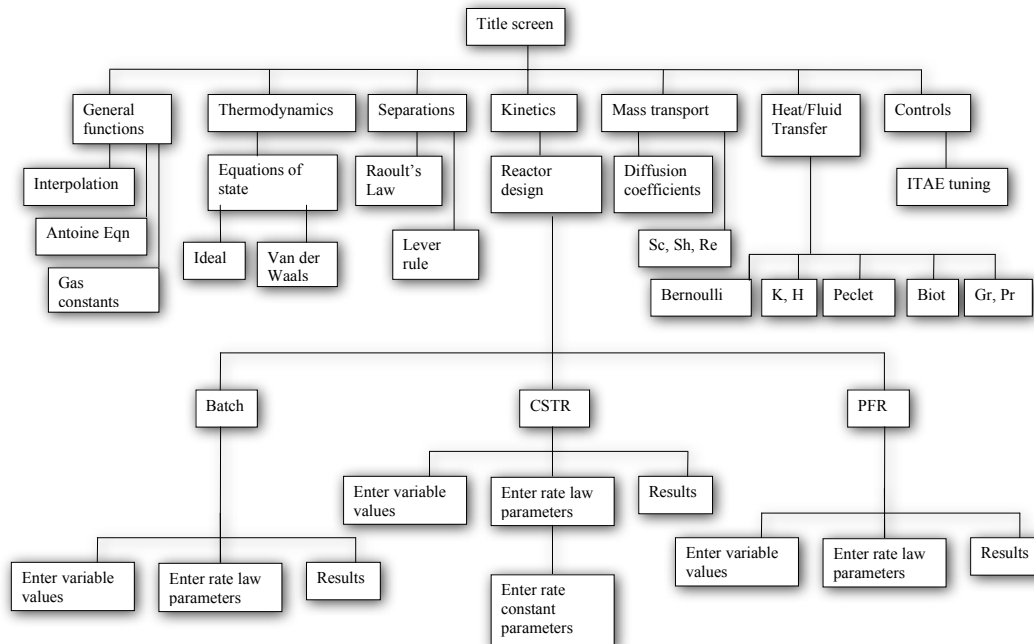 Title screen
General
functions
Thermodynamics
Separations
Kinetics
Mass transport
Heat/Fluid
Transfer
Controls
Interpolation
Antoine Eqn
Gas
constants
Equations of
state
Ideal
Van der
Waals
Raoult's
Law
Lever
rule
Reactor
design
Diffusion
coefficients
Sc, Sh, Re
ITAE tuning
Bernoulli
K, H
Peclet
Biot
Gr, Pr
Batch
CSTR
PFR
Enter variable
values
Enter rate law
parameters
Results
Enter variable
values
Enter rate law
parameters
Results
Enter rate
constant
parameters
Enter variable
values
Enter rate law
parameters
Results